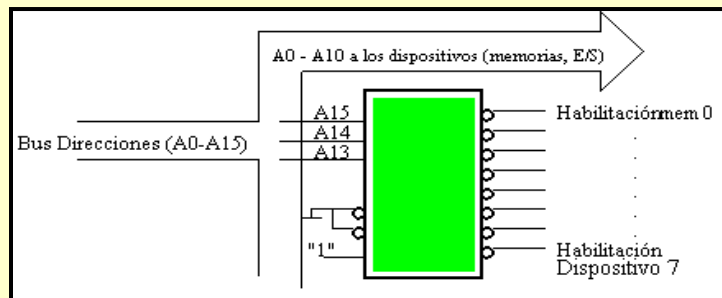 A0 - A10 a los dispositivos (memorias, E/S)
A15
Habilitaciónmem 0
A14
Bus Direcciones (A0-A15)
A13
"1"
Habilitación
Dispositivo 7